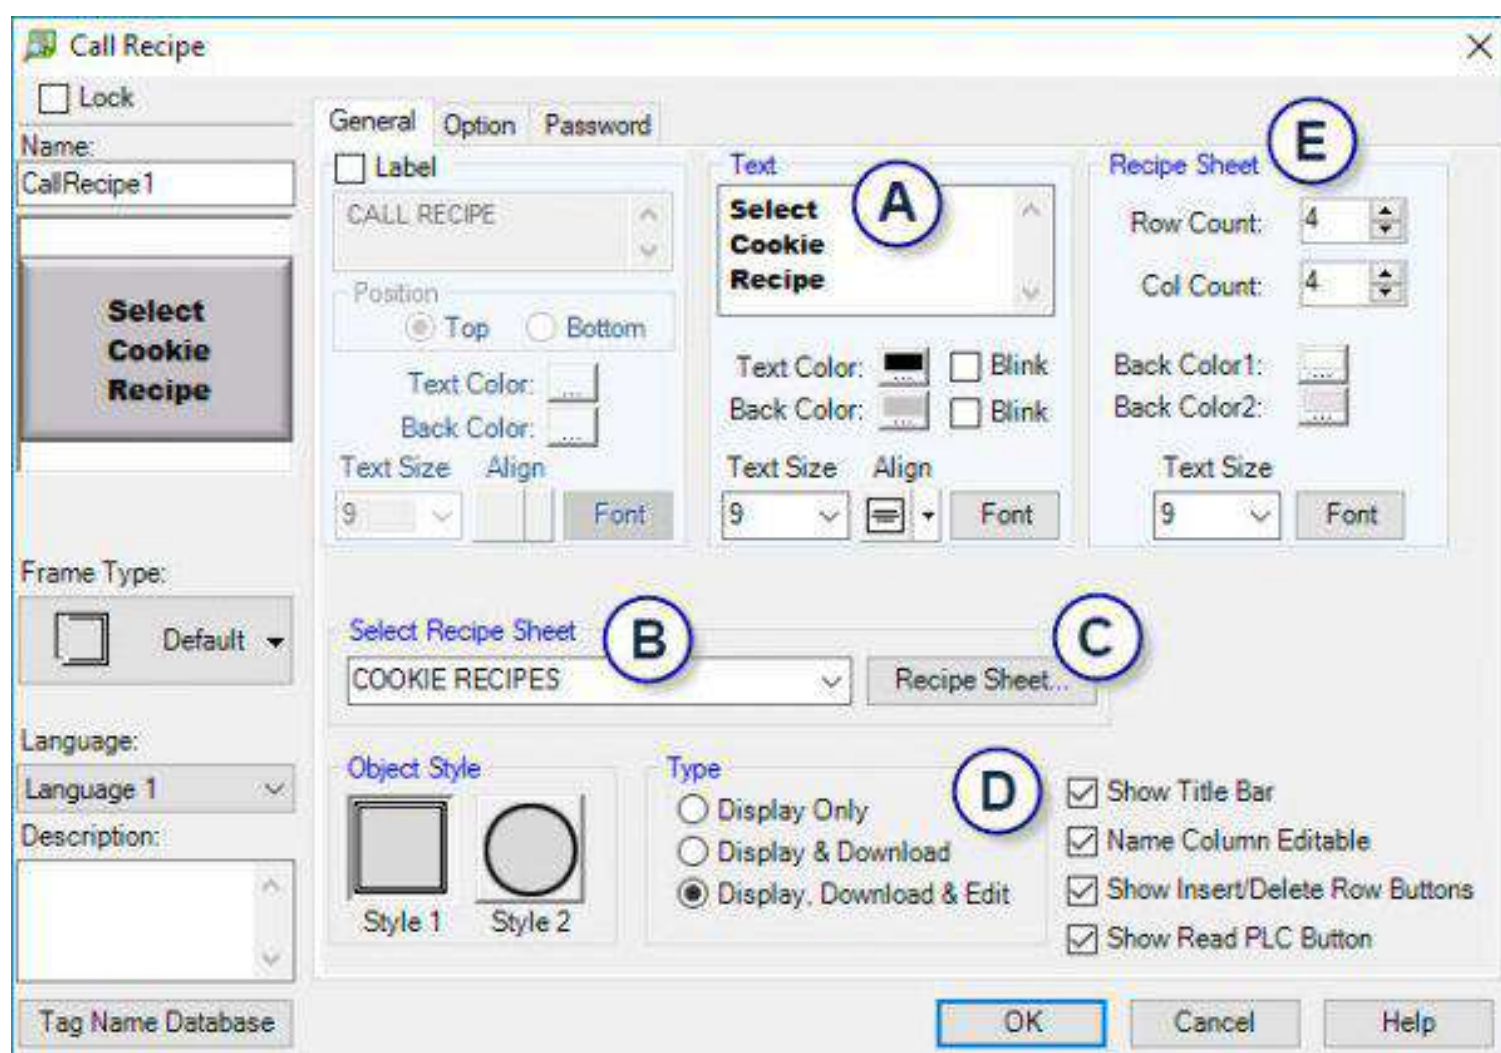 Call Recipe
Lock
Name:
CallRecipe1
Select
Cookie
Recipe
Frame Type:
Default
Language:
Language 1
Description:
Tag Name Database
General Option Password
Label
CALL RECIPE
Position
Top Bottom
Text Color: ...
Back Color: ...
Text Size Align
9 Font
Text
A
Select
Cookie
Recipe
Text Color: ... Blink
Back Color: ... Blink
Text Size Align
9 Font
Recipe Sheet
E
Row Count: 4
Col Count: 4
Back Color1: ...
Back Color2: ...
Text Size
9 Font
Select Recipe Sheet
B
C
COOKIE RECIPES
Recipe Sheet...
Object Style
Style 1 Style 2
Type
D
Display Only
Display & Download
Display, Download & Edit
Show Title Bar
Name Column Editable
Show Insert/Delete Row Buttons
Show Read PLC Button
OK Cancel Help